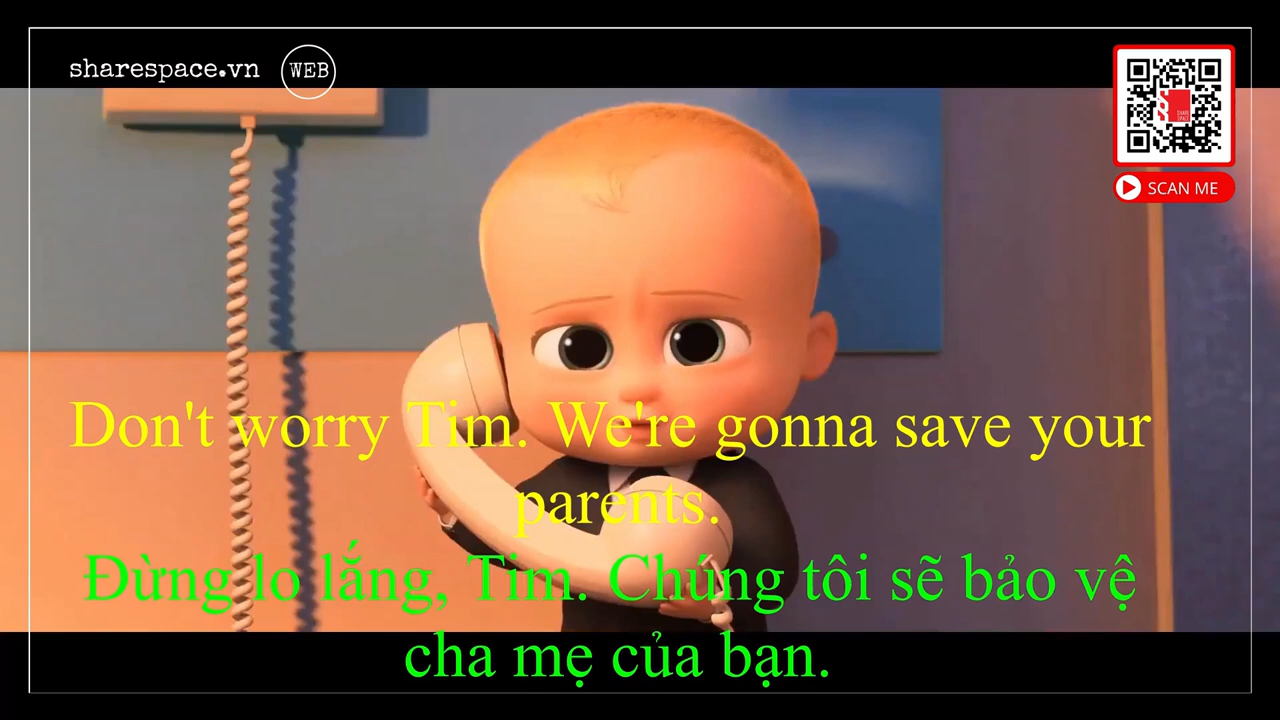 sharespace.vn WEB
SCAN ME
Don't worry Tim. We're gonna save your
parents.
Đừng lo lắng, Tim. Chúng tôi sẽ bảo vệ
cha mẹ của bạn.